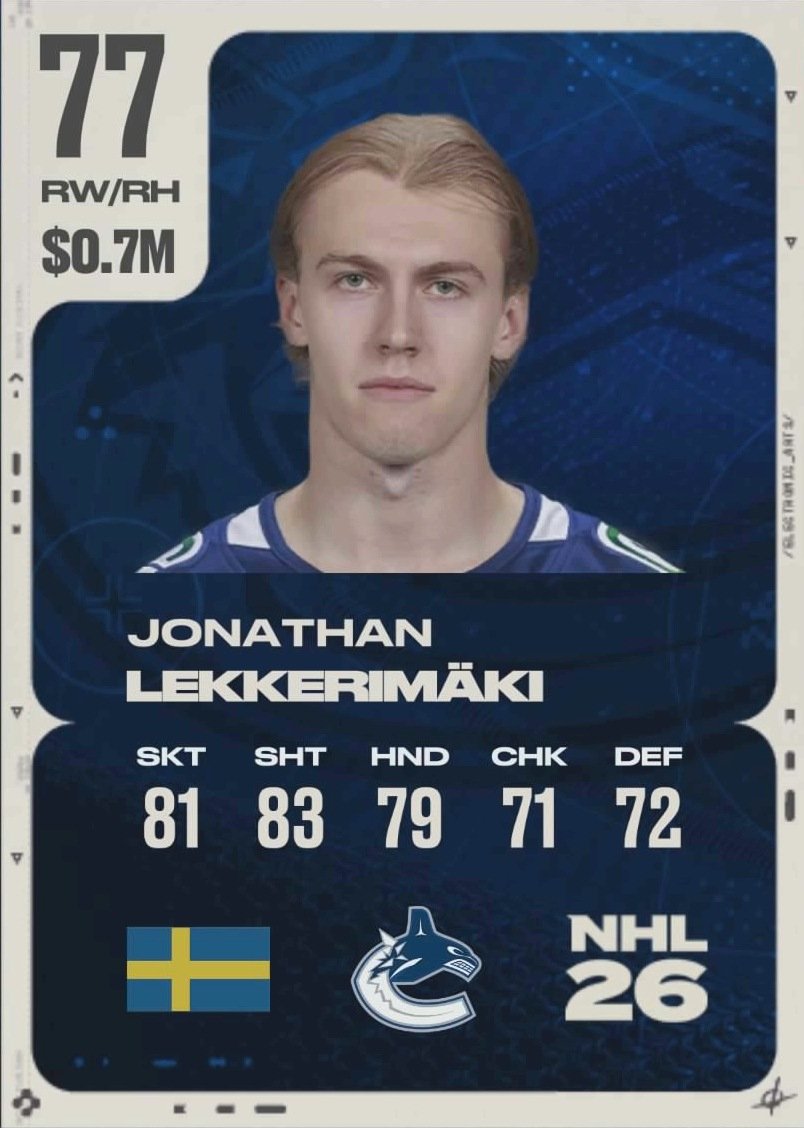 77
RW/RH
$0.7M
JONATHAN
LEKKERIMÄKI
SKT SHT HND CHK DEF
81 83 79 71 72
NHL
26